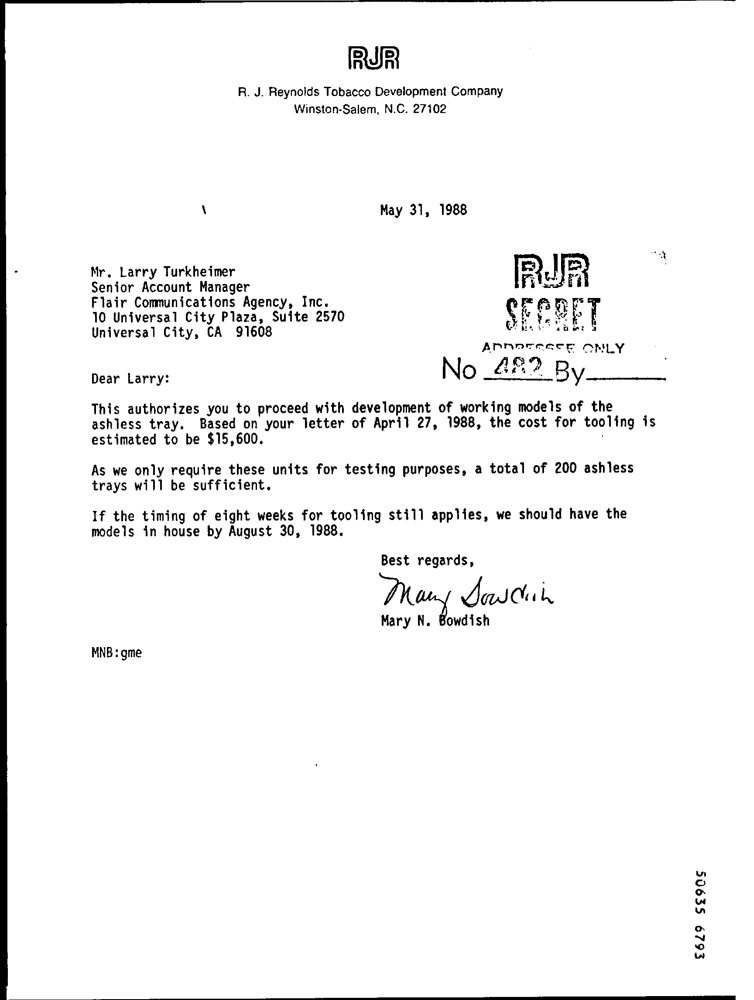 RJR
R. J. Reynolds Tobacco Development Company
Winston-Salem, N.C. 27102
May 31, 1988
Mr. Larry Turkheimer
Senior Account Manager
Flair Communications Agency, Inc.
10 Universal City Plaza, Suite 2570
Universal City, CA 91608
RJR
SECRET
ADDRESSEE ONLY
No 482 By
Dear Larry:
This authorizes you to proceed with development of working models of the
ashless tray. Based on your letter of April 27, 1988, the cost for tooling is
estimated to be $15,600.
As we only require these units for testing purposes, a total of 200 ashless
trays will be sufficient.
If the timing of eight weeks for tooling still applies, we should have the
models in house by August 30, 1988.
Best regards,
Mary Bowdish
Mary N. Bowdish
MNB:gme
50635 6793